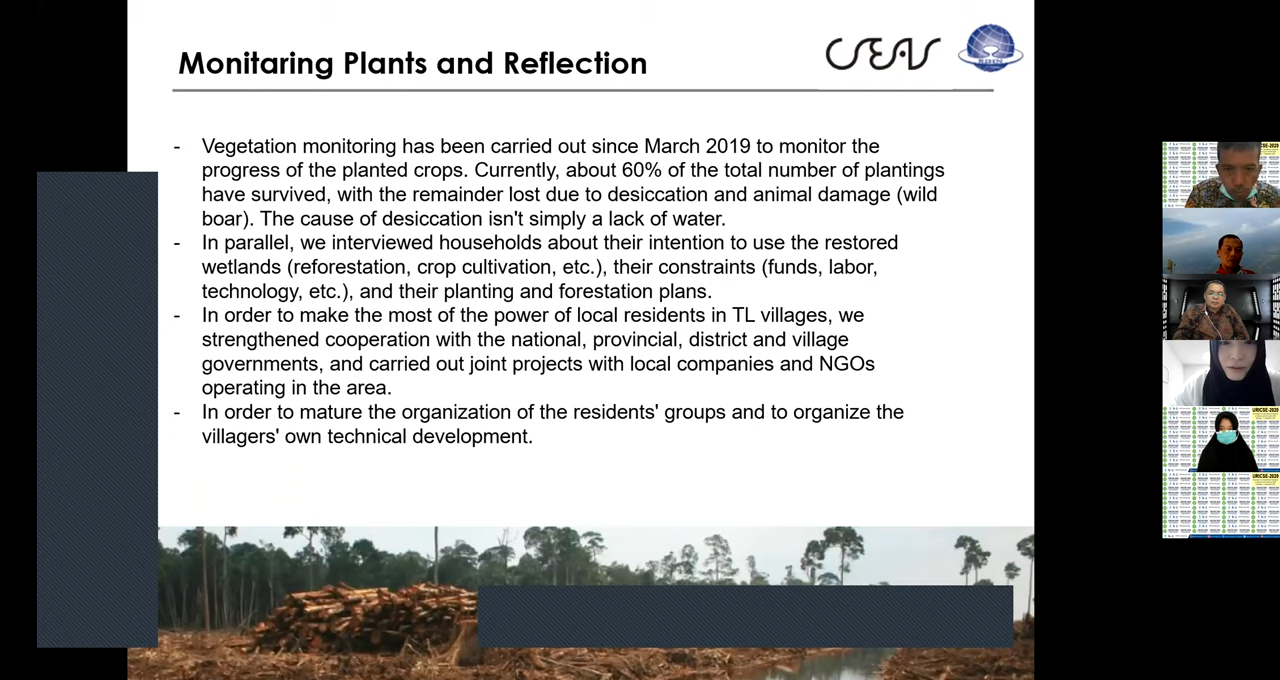 Monitaring Plants and Reflection
CSEAS
- Vegetation monitoring has been carried out since March 2019 to monitor the
progress of the planted crops. Currently, about 60% of the total number of plantings
have survived, with the remainder lost due to desiccation and animal damage (wild
boar). The cause of desiccation isn't simply a lack of water.
- In parallel, we interviewed households about their intention to use the restored
wetlands (reforestation, crop cultivation, etc.), their constraints (funds, labor,
technology, etc.), and their planting and forestation plans.
- In order to make the most of the power of local residents in TL villages, we
strengthened cooperation with the national, provincial, district and village
governments, and carried out joint projects with local companies and NGOs
operating in the area.
- In order to mature the organization of the residents' groups and to organize the
villagers' own technical development.
URICSE-2020
URICSE-2020